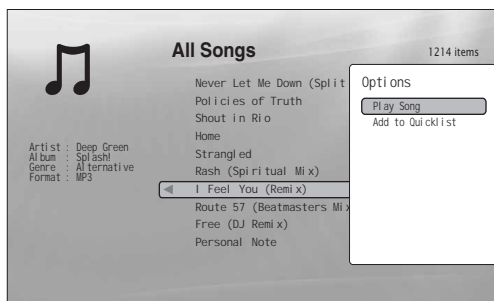 All Songs
1214 items
Never Let Me Down (Split
Policies of Truth
Shout in Rio
Home
Strangled
Rash (Spiritual Mix)
I Feel You (Remix)
Route 57 (Beatmasters Mix
Free (DJ Remix)
Personal Note
Artist : Deep Green
Album : Splash!
Genre : Alternative
Format : MP3
Options
Play Song
Add to Quicklist